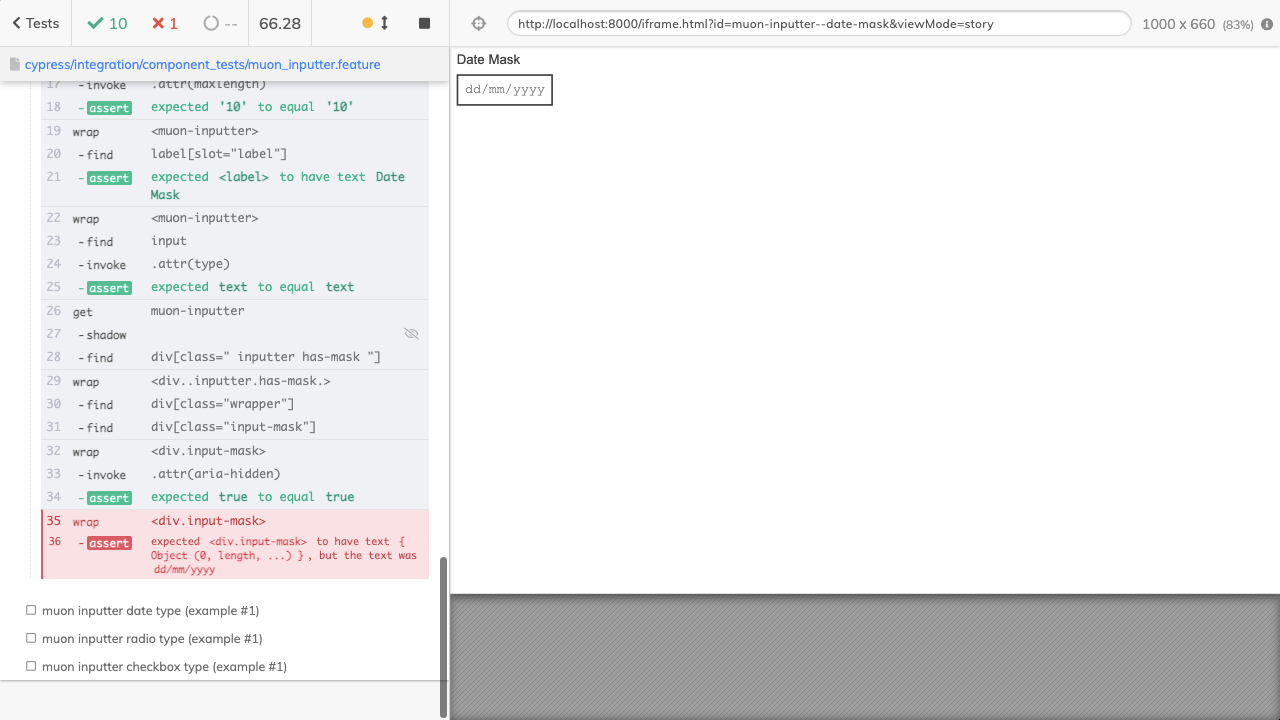 Tests
10
1
--
66.28
http://localhost:8000/iframe.html?id=muon-inputter--date-mask&viewMode=story
1000 x 660 (83%)
cypress/integration/component_tests/muon_inputter.feature
17 -invoke .attr(maxlength)
18 -assert expected '10' to equal '10'
19 wrap <muon-inputter>
20 -find label[slot="label"]
21 -assert expected <label> to have text Date
Mask
22 wrap <muon-inputter>
23 -find input
24 -invoke .attr(type)
25 -assert expected text to equal text
26 get muon-inputter
27 -shadow
28 -find div[class=" inputter has-mask "]
29 wrap <div..inputter.has-mask.>
30 -find div[class="wrapper"]
31 -find div[class="input-mask"]
32 wrap <div.input-mask>
33 -invoke .attr(aria-hidden)
34 -assert expected true to equal true
35 wrap <div.input-mask>
36 -assert expected <div.input-mask> to have text {
Object (0, length, ...) }, but the text was
dd/mm/yyyy
muon inputter date type (example #1)
muon inputter radio type (example #1)
muon inputter checkbox type (example #1)
Date Mask
dd/mm/yyyy